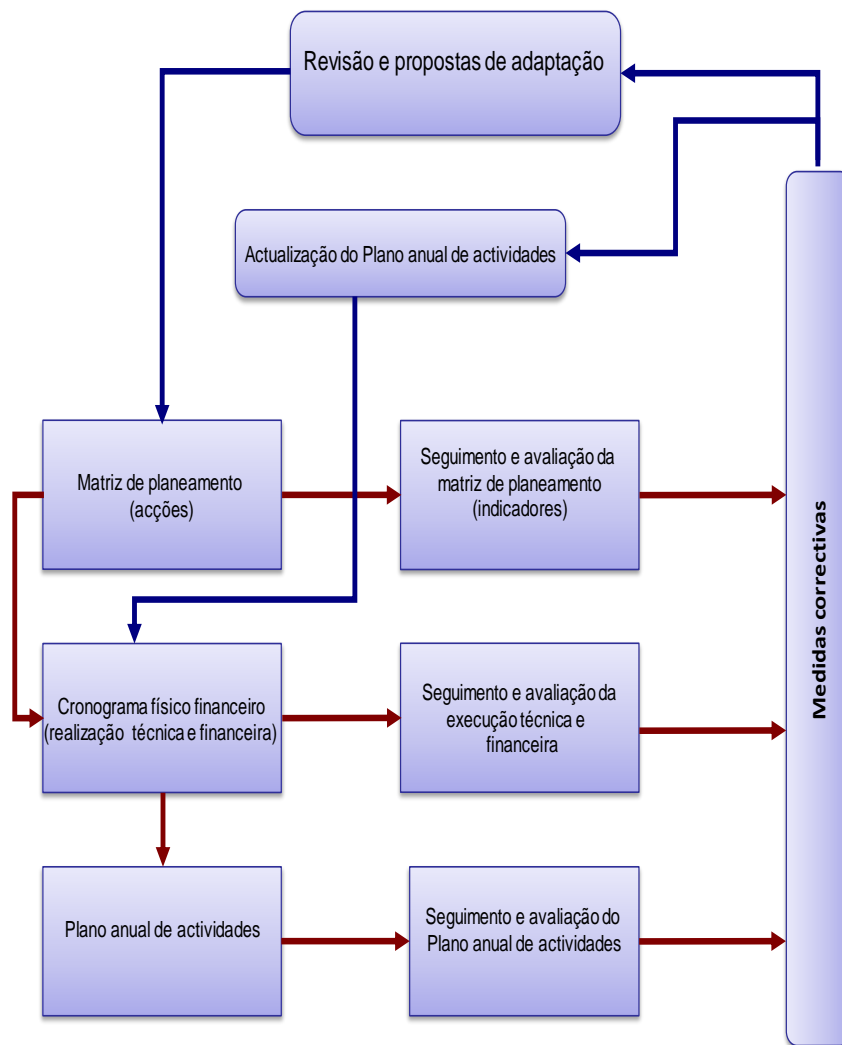 Revisão e propostas de adaptação
Actualização do Plano anual de actividades
Matriz de planeamento
(acções)
Seguimento e avaliação da
matriz de planeamento
(indicadores)
Medidas correctivas
Cronograma físico financeiro
(realização técnica e financeira)
Seguimento e avaliação da
execução técnica e
financeira
Plano anual de actividades
Seguimento e avaliação do
Plano anual de actividades